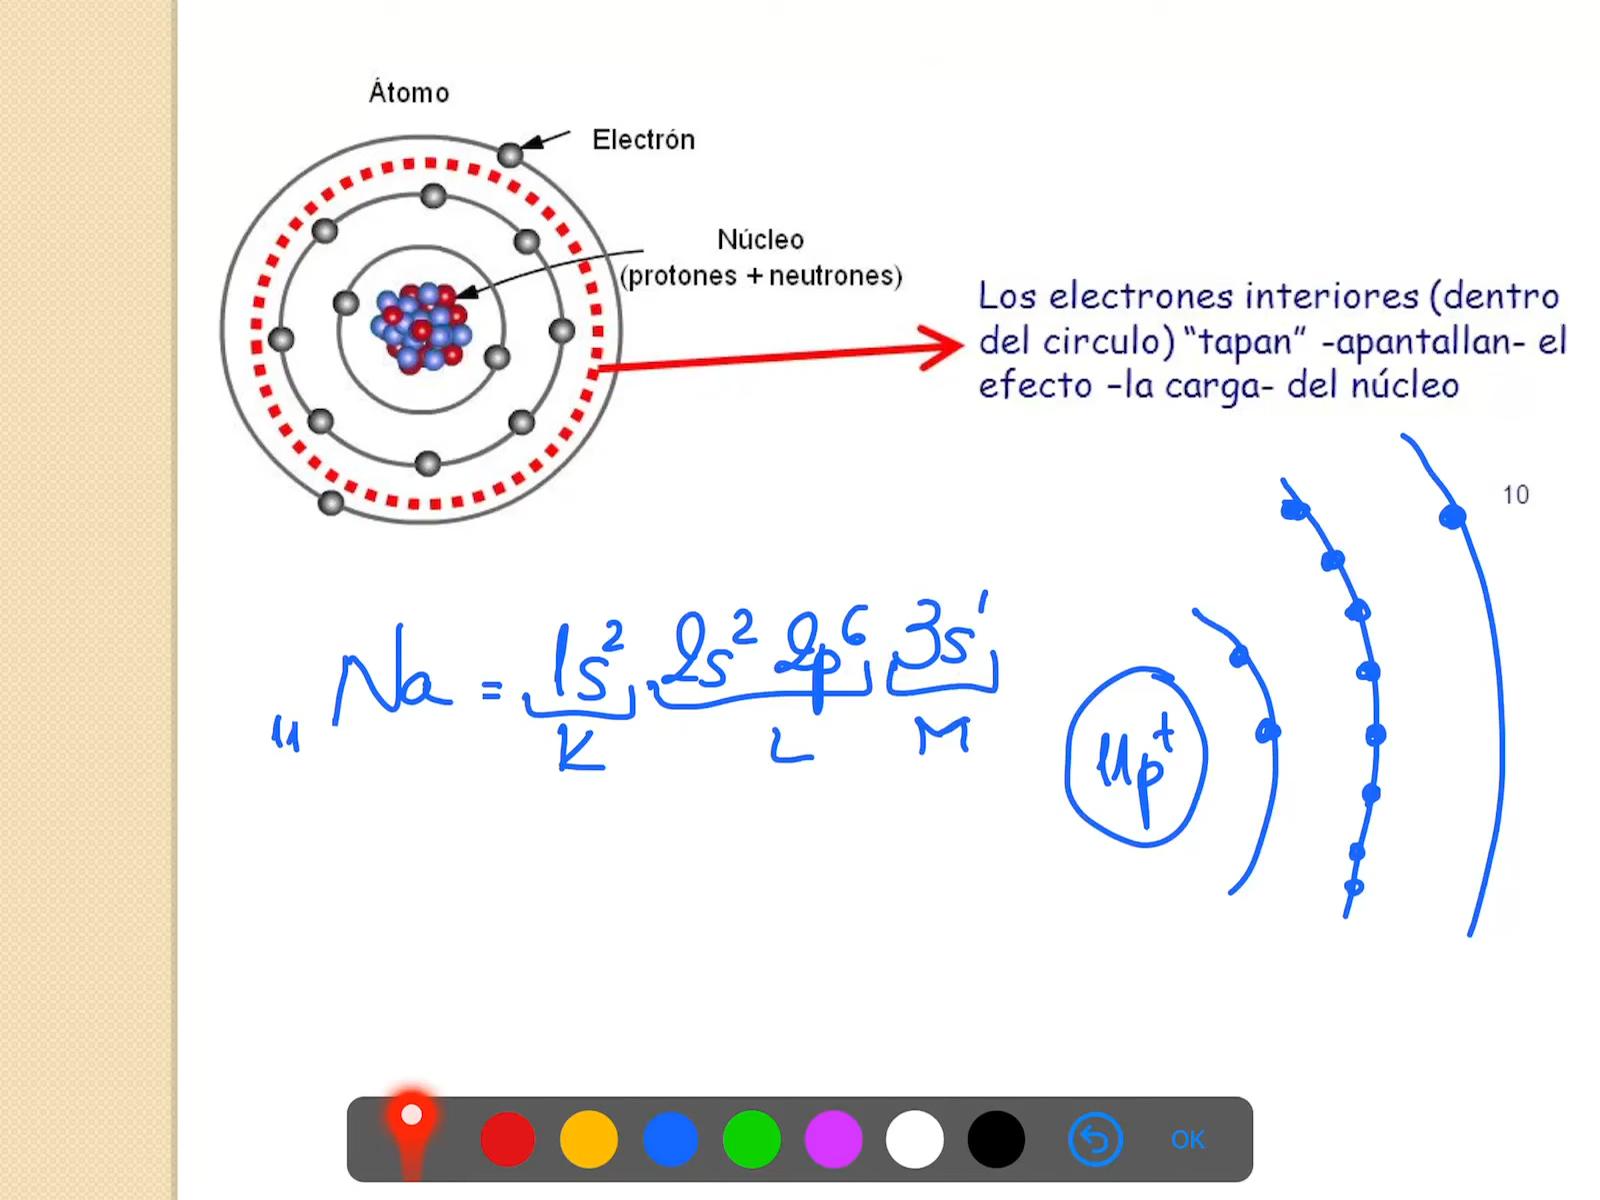 Átomo
Electrón
Núcleo
(protones + neutrones)
Los electrones interiores (dentro
del circulo) “tapan” -apantallan- el
efecto -la carga- del núcleo
10
11 Na = 1s² 2s² 2p⁶ 3s¹
K L M
11p⁺
OK